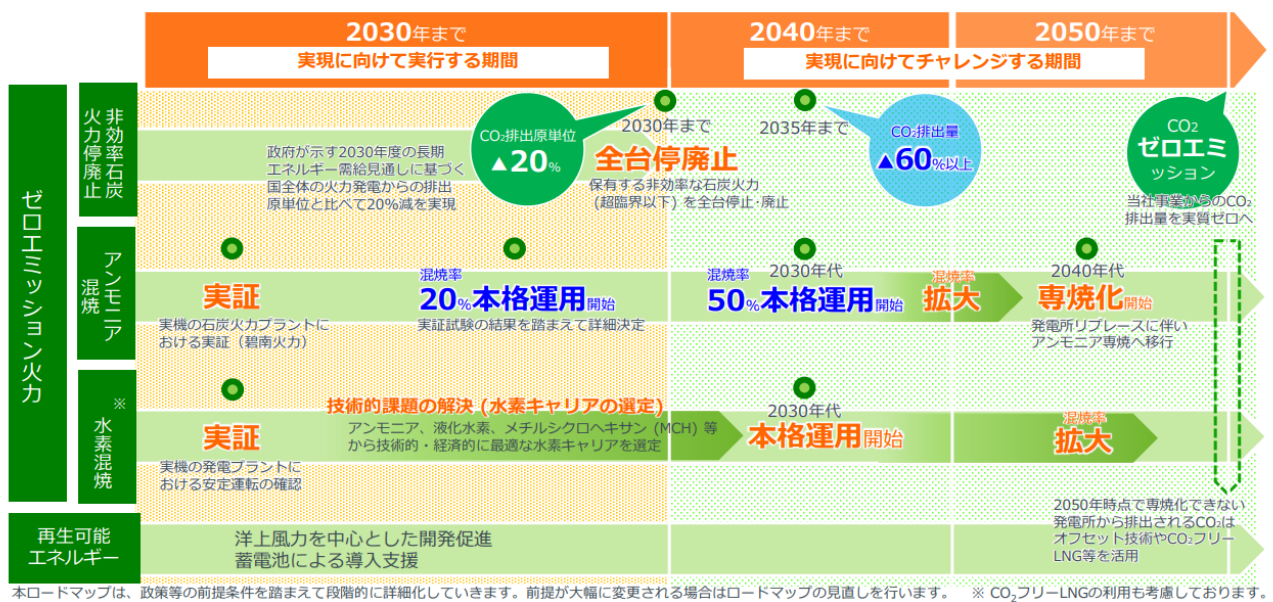 2030年まで
実現に向けて実行する期間
2040年まで
2050年まで
実現に向けてチャレンジする期間
ゼロエミッション火力
非効率石炭
火力停廃止
政府が示す2030年度の長期
エネルギー需給見通しに基づく
国全体の火力発電からの排出
原単位と比べて20%減を実現
CO₂排出原単位
▲20%
2030年まで
全台停廃止
保有する非効率な石炭火力
(超臨界以下) を全台停止・廃止
2035年まで
CO₂排出量
▲60%以上
CO₂
ゼロエミ
ッション
当社事業からのCO₂
排出量を実質ゼロへ
アンモニア
混焼
実証
実機の石炭火力プラントに
おける実証（碧南火力）
混焼率
20%本格運用開始
実証試験の結果を踏まえて詳細決定
2030年代
混焼率
50%本格運用開始
混焼率
拡大
2040年代
専焼化開始
発電所リプレースに伴い
アンモニア専焼へ移行
※
水素混焼
実証
実機の発電プラントに
おける安定運転の確認
技術的課題の解決 (水素キャリアの選定)
アンモニア、液化水素、メチルシクロヘキサン（MCH）等
から技術的・経済的に最適な水素キャリアを選定
2030年代
本格運用開始
混焼率
拡大
2050年時点で専焼化できない
発電所から排出されるCO₂は
オフセット技術やCO₂フリー
LNG等を活用
再生可能
エネルギー
洋上風力を中心とした開発促進
蓄電池による導入支援
本ロードマップは、政策等の前提条件を踏まえて段階的に詳細化していきます。前提が大幅に変更される場合はロードマップの見直しを行います。 ※ CO₂フリーLNGの利用も考慮しております。